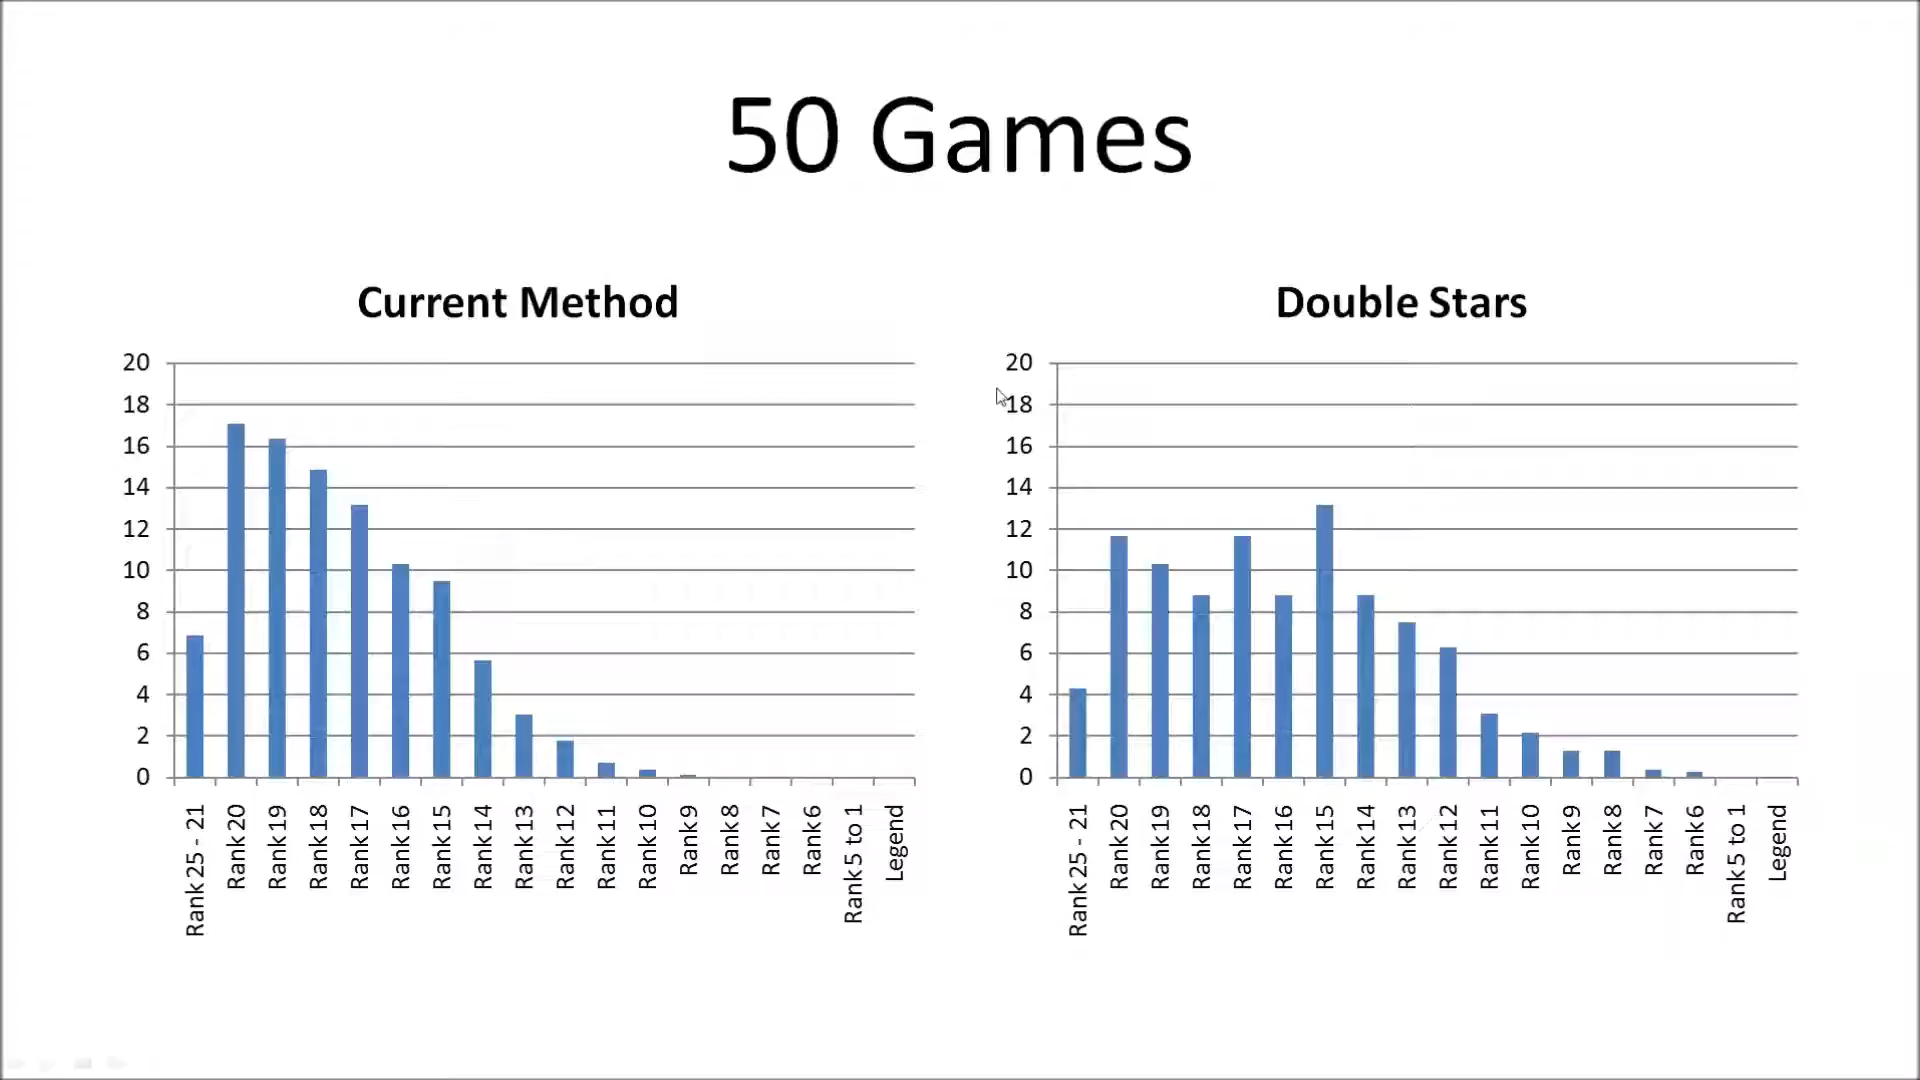 50 Games
Current Method
20
18
16
14
12
10
8
6
4
2
0
Rank 25 - 21
Rank 20
Rank 19
Rank 18
Rank 17
Rank 16
Rank 15
Rank 14
Rank 13
Rank 12
Rank 11
Rank 10
Rank 9
Rank 8
Rank 7
Rank 6
Rank 5 to 1
Legend
Double Stars
20
18
16
14
12
10
8
6
4
2
0
Rank 25 - 21
Rank 20
Rank 19
Rank 18
Rank 17
Rank 16
Rank 15
Rank 14
Rank 13
Rank 12
Rank 11
Rank 10
Rank 9
Rank 8
Rank 7
Rank 6
Rank 5 to 1
Legend